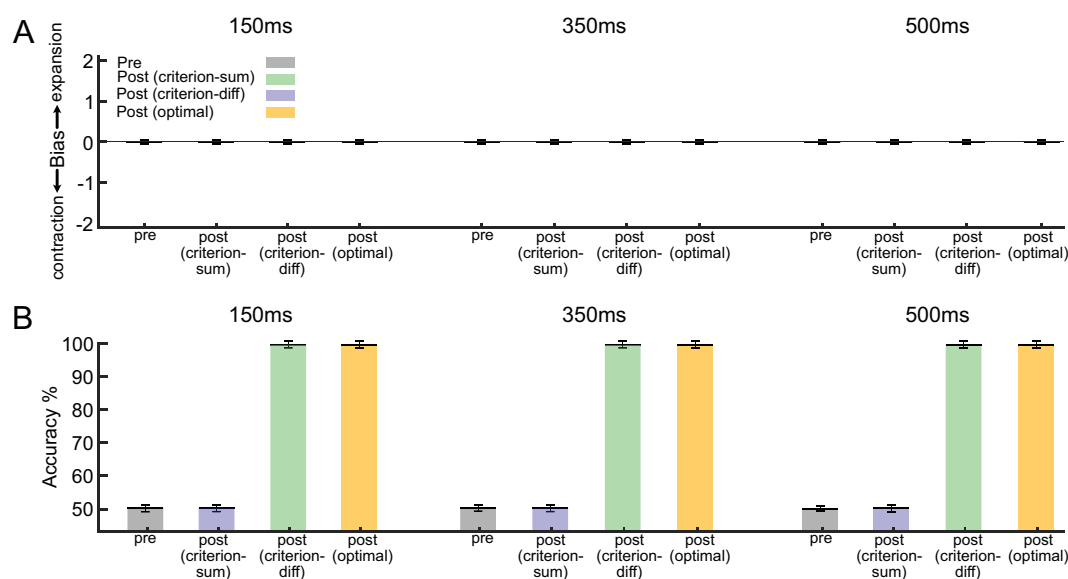 A
150ms
350ms
500ms
contraction ← Bias → expansion
2
1
0
-1
-2
Pre
Post (criterion-sum)
Post (criterion-diff)
Post (optimal)
pre
post
(criterion-
sum)
post
(criterion-
diff)
post
(optimal)
pre
post
(criterion-
sum)
post
(criterion-
diff)
post
(optimal)
pre
post
(criterion-
sum)
post
(criterion-
diff)
post
(optimal)
B
150ms
350ms
500ms
Accuracy %
100
90
80
70
60
50
pre
post
(criterion-
sum)
post
(criterion-
diff)
post
(optimal)
pre
post
(criterion-
sum)
post
(criterion-
diff)
post
(optimal)
pre
post
(criterion-
sum)
post
(criterion-
diff)
post
(optimal)